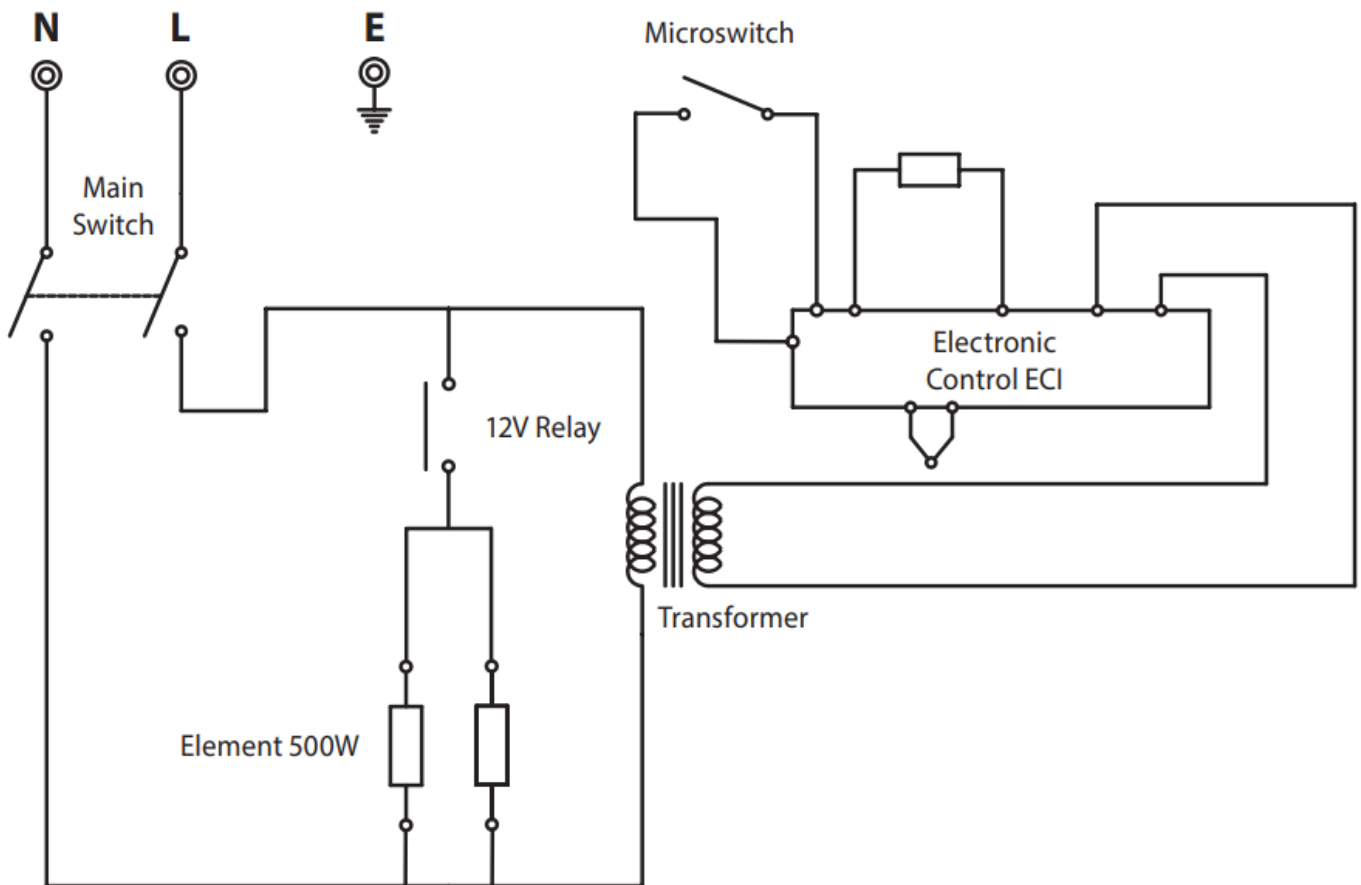 N L E
Microswitch
Main
Switch
Electronic
Control ECI
12V Relay
Transformer
Element 500W